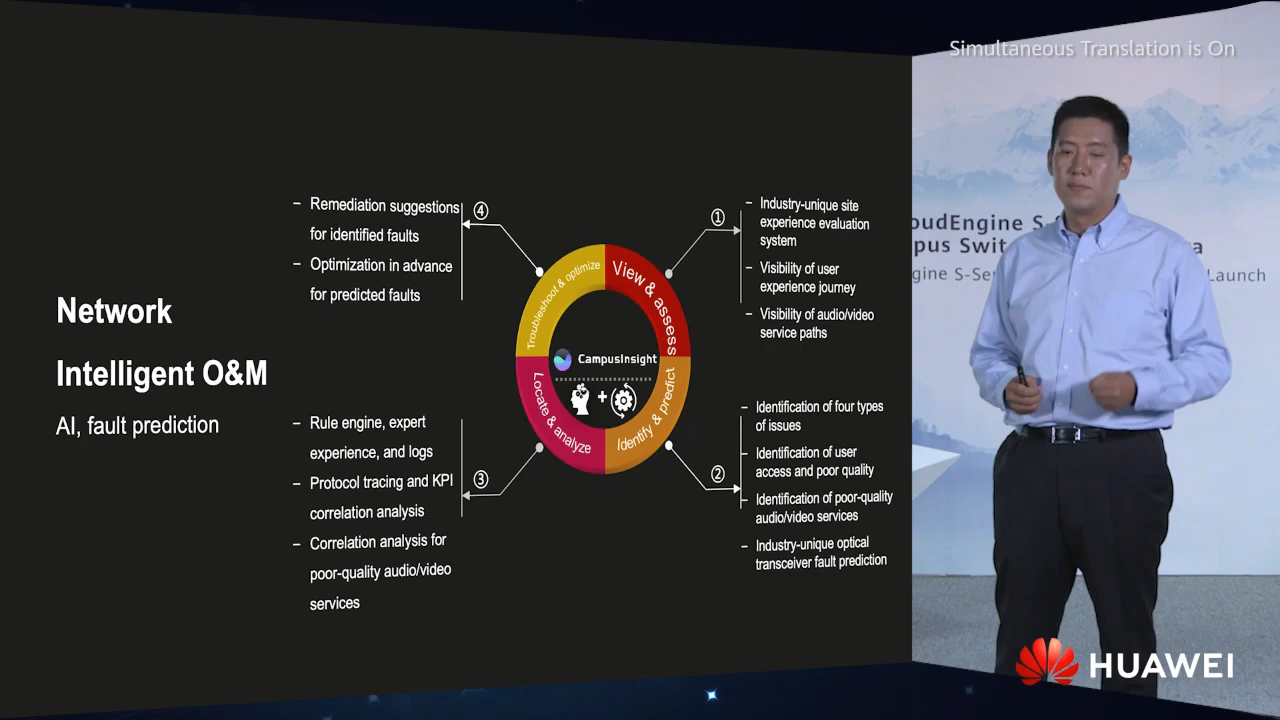 Simultaneous Translation is On
Network
Intelligent O&M
AI, fault prediction
④
– Remediation suggestions
for identified faults
– Optimization in advance
for predicted faults
①
– Industry-unique site
experience evaluation
system
– Visibility of user
experience journey
– Visibility of audio/video
service paths
Troubleshoot & optimize
View & assess
CampusInsight
+
Locate & analyze
Identify & predict
③
– Rule engine, expert
experience, and logs
– Protocol tracing and KPI
correlation analysis
– Correlation analysis for
poor-quality audio/video
services
②
– Identification of four types
of issues
– Identification of user
access and poor quality
– Identification of poor-quality
audio/video services
– Industry-unique optical
transceiver fault prediction
oudEngine S
pus Swit
a
gine S-Se
Launch
HUAWEI